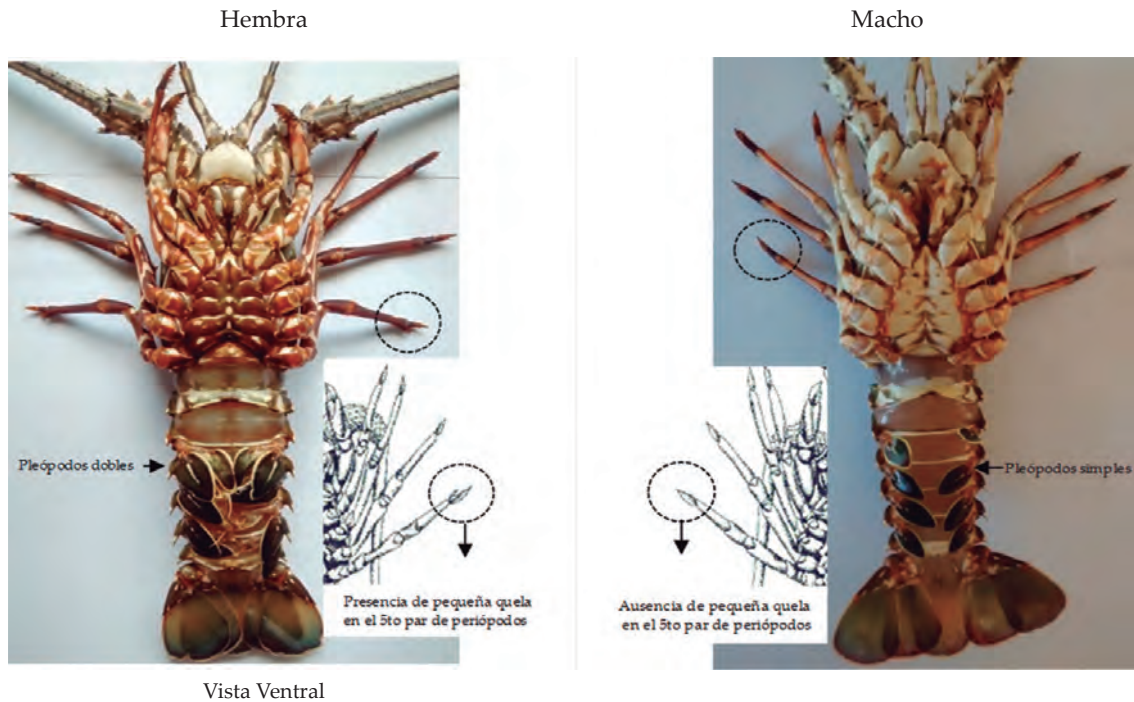 Hembra
Macho
Pleópodos dobles
Pleópodos simples
Presencia de pequeña quela
en el 5to par de periópodos
Ausencia de pequeña quela
en el 5to par de periópodos
Vista Ventral